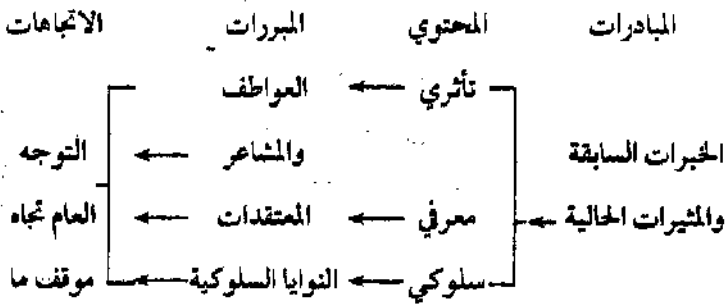 المبادرات المحتوي المبررات الاتجاهات
تأثري العواطف
الخبرات السابقة والمشاعر التوجه
والمثيرات الحالية معرفي المعتقدات العام تجاه
سلوكي النوايا السلوكية موقف ما